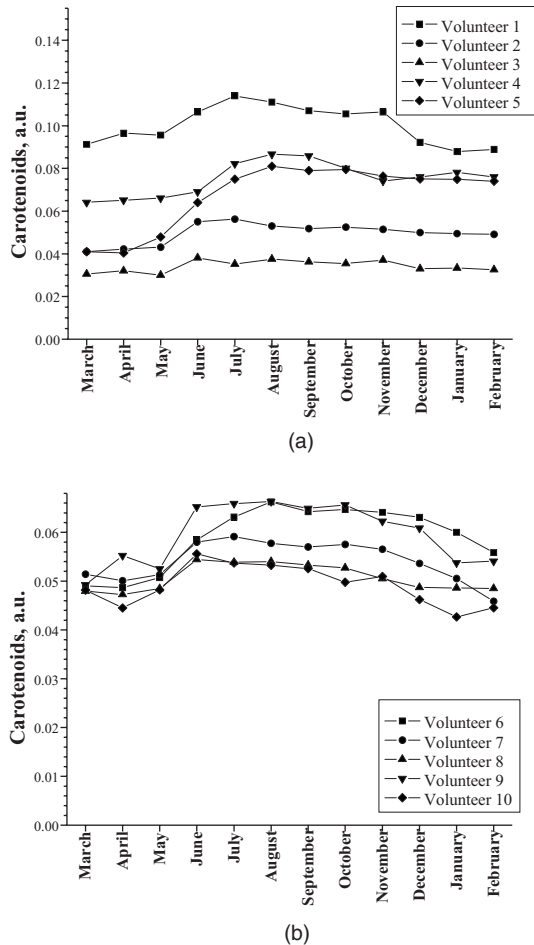 Carotenoids, a.u.
0.14
0.12
0.10
0.08
0.06
0.04
0.02
0.00
Volunteer 1
Volunteer 2
Volunteer 3
Volunteer 4
Volunteer 5
March
April
May
June
July
August
September
October
November
December
January
February
(a)
Carotenoids, a.u.
0.06
0.05
0.04
0.03
0.02
0.01
0.00
Volunteer 6
Volunteer 7
Volunteer 8
Volunteer 9
Volunteer 10
March
April
May
June
July
August
September
October
November
December
January
February
(b)